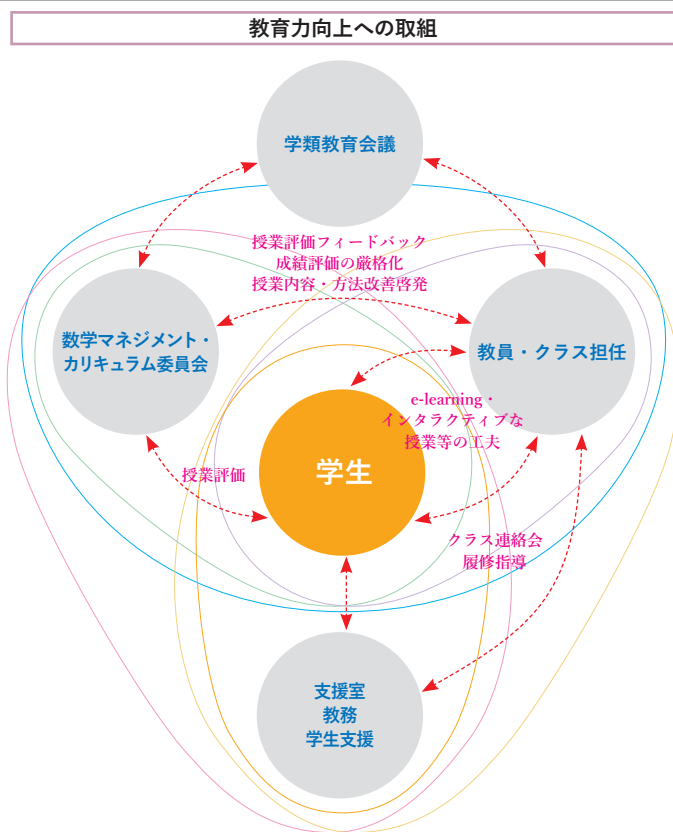 教育力向上への取組
学類教育会議
授業評価フィードバック
成績評価の厳格化
授業内容・方法改善啓発
数学マネジメント・
カリキュラム委員会
教員・クラス担任
e-learning・
インタラクティブな
授業等の工夫
学生
授業評価
クラス連絡会
履修指導
支援室
教務
学生支援